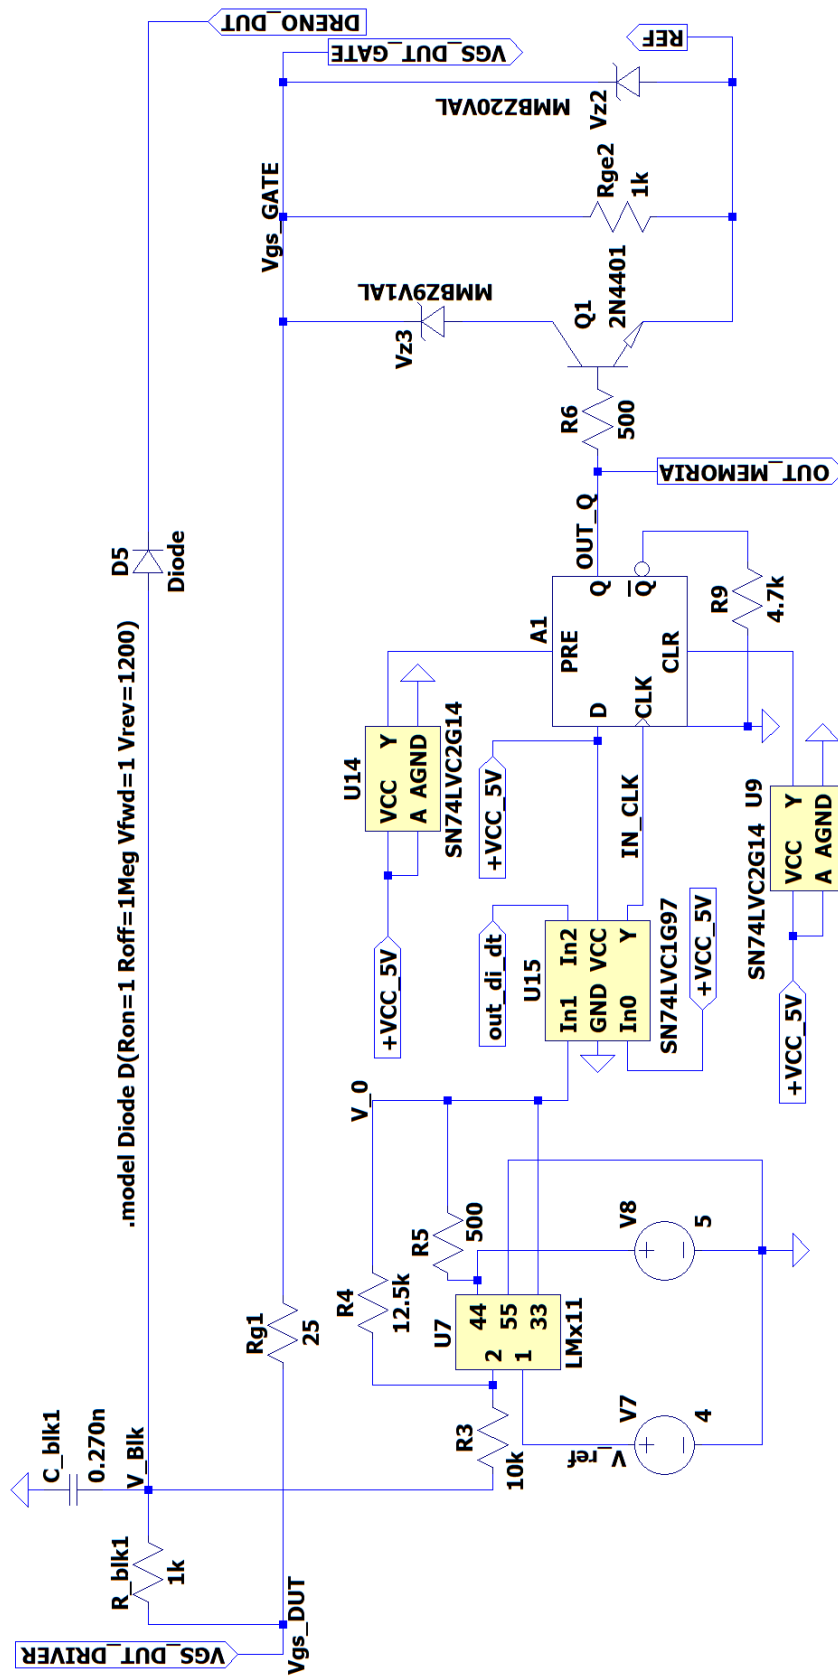 DRENO_DUT
VGS_DUT_GATE
REF
MMBZ20VAL
Vz2
Vgs_GATE
Rge2
1k
MMBZ9V1AL
Vz3
Q1
2N4401
R6
500
OUT_MEMORIA
OUT_Q
D5
Diode
.model Diode D(Ron=1 Roff=1Meg Vfwd=1 Vrev=1200)
A1
PRE
Q
Q
D
CLK
CLR
R9
4.7k
U14
VCC Y
A AGND
SN74LVC2G14
+VCC_5V
+VCC_5V
IN_CLK
U9
VCC Y
A AGND
SN74LVC2G14
+VCC_5V
out_di_dt
U15
In1 In2
GND VCC
In0 Y
SN74LVC1G97
+VCC_5V
V_0
R4
12.5k
R5
500
U7
2
1
44
55
33
LMx11
V8
5
V7
4
V_ref
R3
10k
Rg1
25
C_blk1
0.270n
V_Blk
R_blk1
1k
Vgs_DUT
VGS_DUT_DRIVER